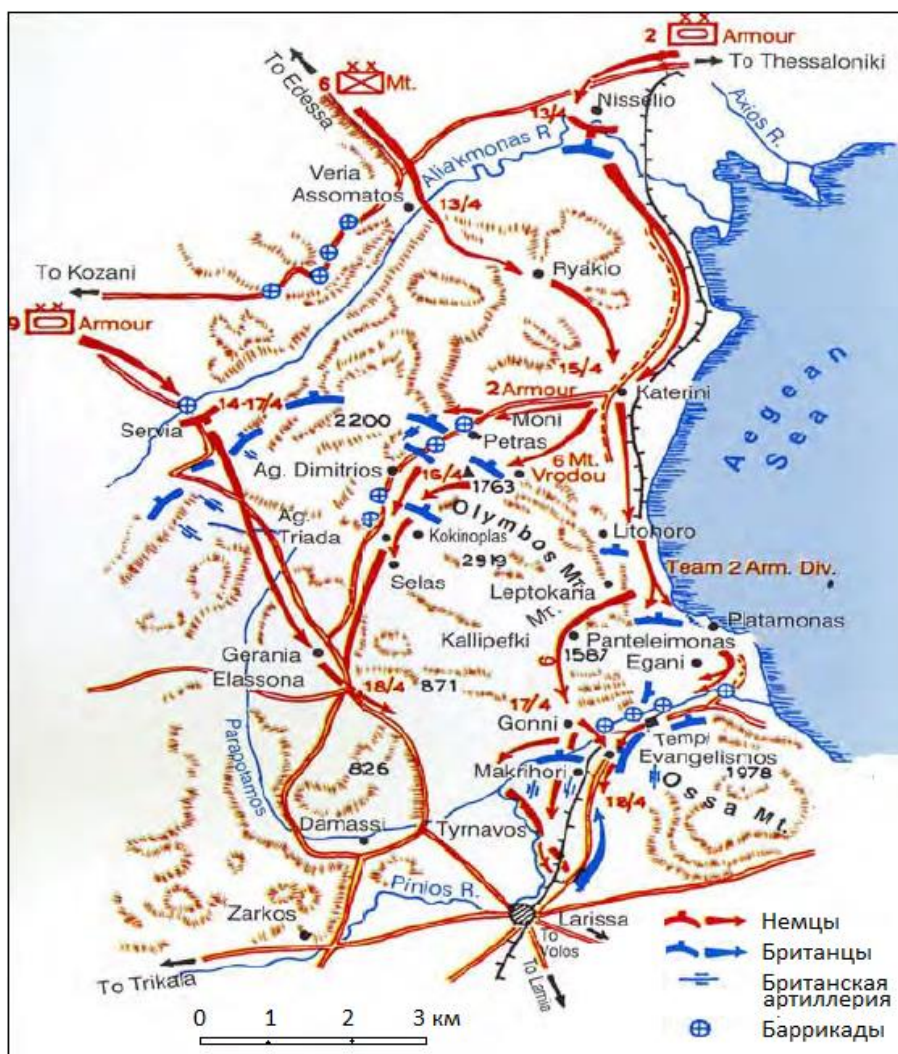 2 Armour
To Thessaloniki
To Edessa
6 Mt.
Nisselio
13/4
Axios R.
Aliakmonas R
Veria
Assomatos
13/4
To Kozani
Ryakio
9 Armour
15/4
2 Armour
Katerini
14-17/4
Servia
2200
Moni
Petras
6 Mt.
Vrodou
Ag. Dimitrios
16/4
1763
Aegean
Sea
Ag.
Triada
Kokinoplas
Olymbos Mt.
2919
Litohoro
Selas
Team 2 Arm. Div.
Leptokaria
Mt.
Platamonas
Kallipefki
Panteleimonas
1587
Egani
6
Gerania
Elassona
871
18/4
17/4
Gonni
Tempi
Evangelismos
Parapotamos
826
Makrihori
1978
Ossa Mt.
18/4
Damassi
Tyrnavos
Pinios R.
Zarkos
Larissa
To
Volos
To Trikala
To Lamia
Немцы
Британцы
Британская
артиллерия
Баррикады
0 1 2 3 км